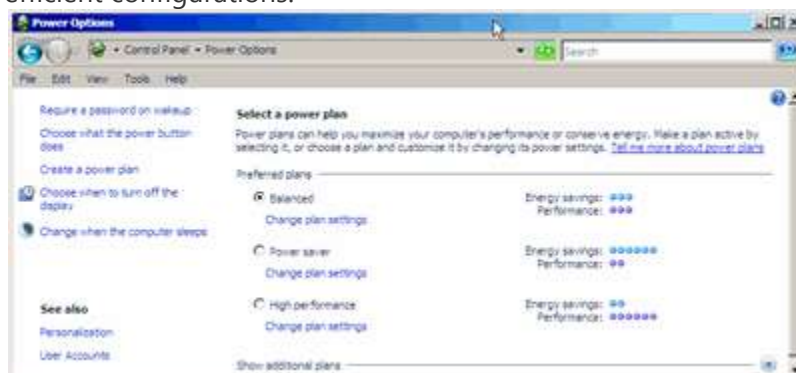 efficient configurations.
Power Options
Control Panel Power Options
Search
File Edit View Tools Help
Require a password on wakeup
Choose what the power button
does
Create a power plan
Choose when to turn off the
display
Change when the computer sleeps
See also
Personalization
User Accounts
Select a power plan
Power plans can help you maximize your computer's performance or conserve energy. Make a plan active by
selecting it, or choose a plan and customize it by changing its power settings. Tell me more about power plans
Preferred plans
Balanced
Change plan settings
Energy savings:
Performance:
Power saver
Change plan settings
Energy savings:
Performance:
High performance
Change plan settings
Energy savings:
Performance:
Show additional plans